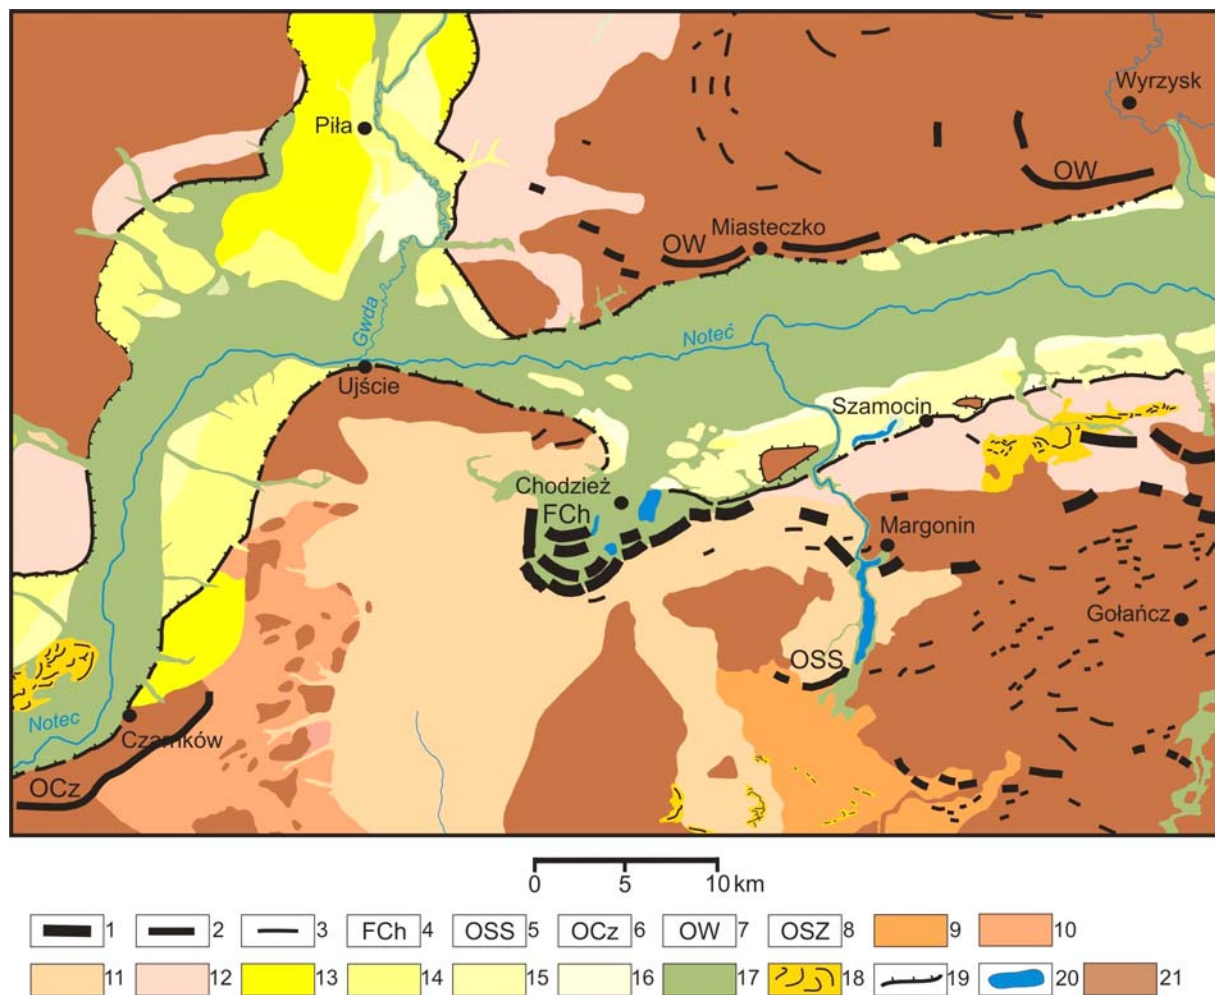 Wyrzysk
Piła
OW
Miasteczko
OW
Gwda
Noteć
Ujście
Szamocin
Chodzież
FCh
Margonin
Gołańcz
OSS
Notec
Czarnków
OCz
0 5 10 km
1 2 3 FCh 4 OSS 5 OCz 6 OW 7 OSZ 8 9 10
11 12 13 14 15 16 17 18 19 20 21